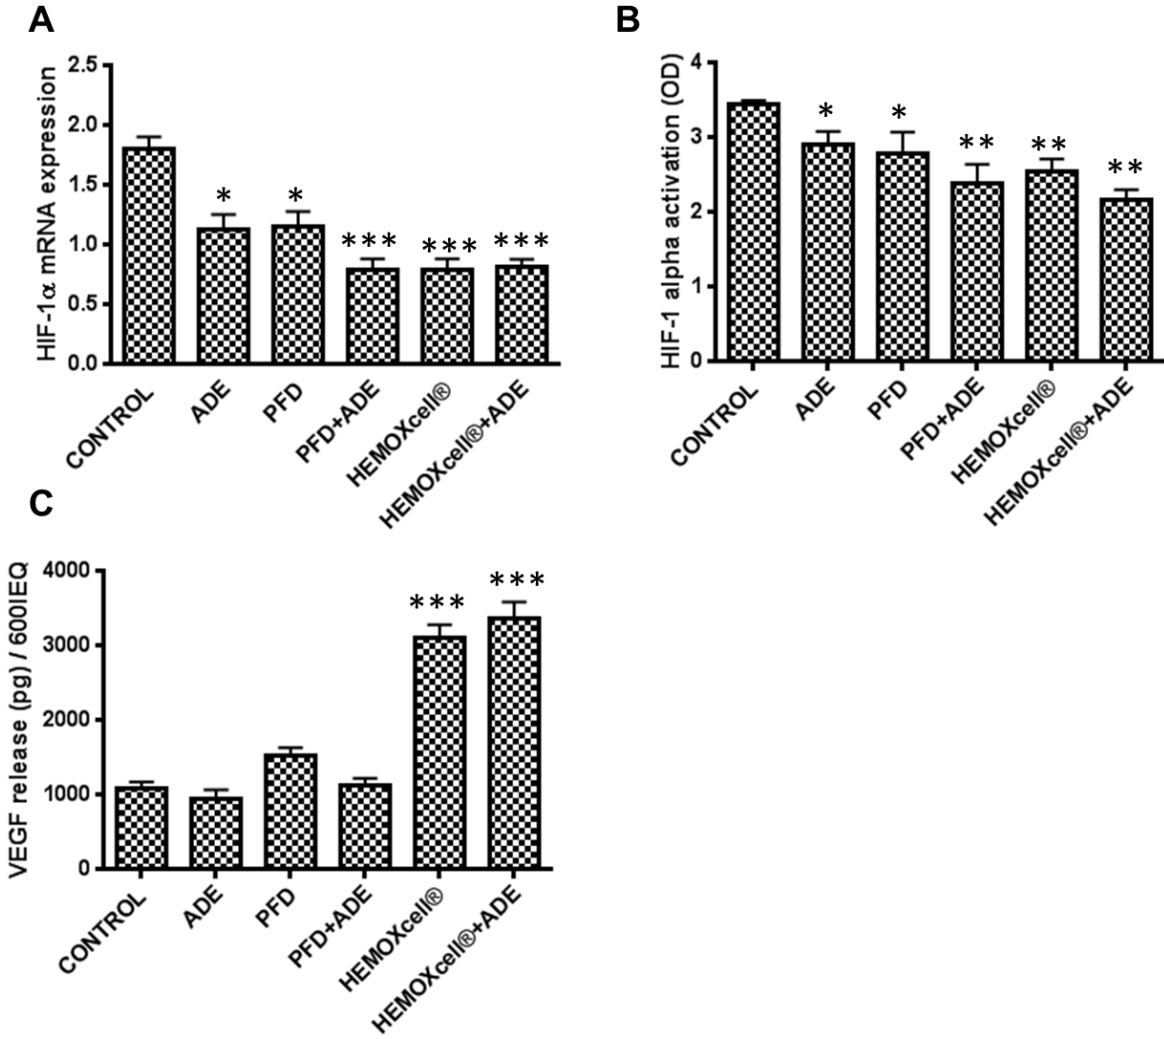 A
HIF-1α mRNA expression
2.5
2.0
1.5
1.0
0.5
0.0
*
*
***
***
***
CONTROL
ADE
PFD
PFD+ADE
HEMOXcell®
HEMOXcell®+ADE
B
HIF-1 alpha activation (OD)
4
3
2
1
0
*
*
**
**
**
CONTROL
ADE
PFD
PFD+ADE
HEMOXcell®
HEMOXcell®+ADE
C
VEGF release (pg) / 600IEQ
4000
3000
2000
1000
0
***
***
CONTROL
ADE
PFD
PFD+ADE
HEMOXcell®
HEMOXcell®+ADE